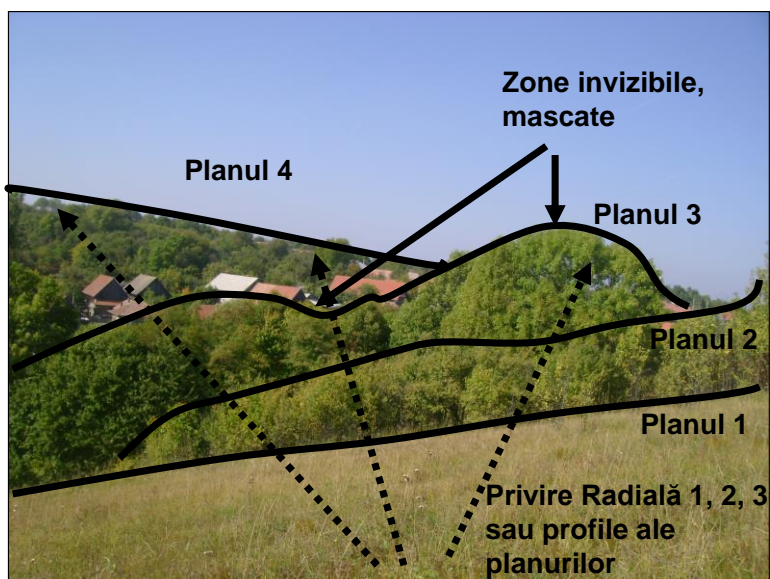 Zone invizibile,
mascate
Planul 4
Planul 3
Planul 2
Planul 1
Privire Radială 1, 2, 3
sau profile ale
planurilor